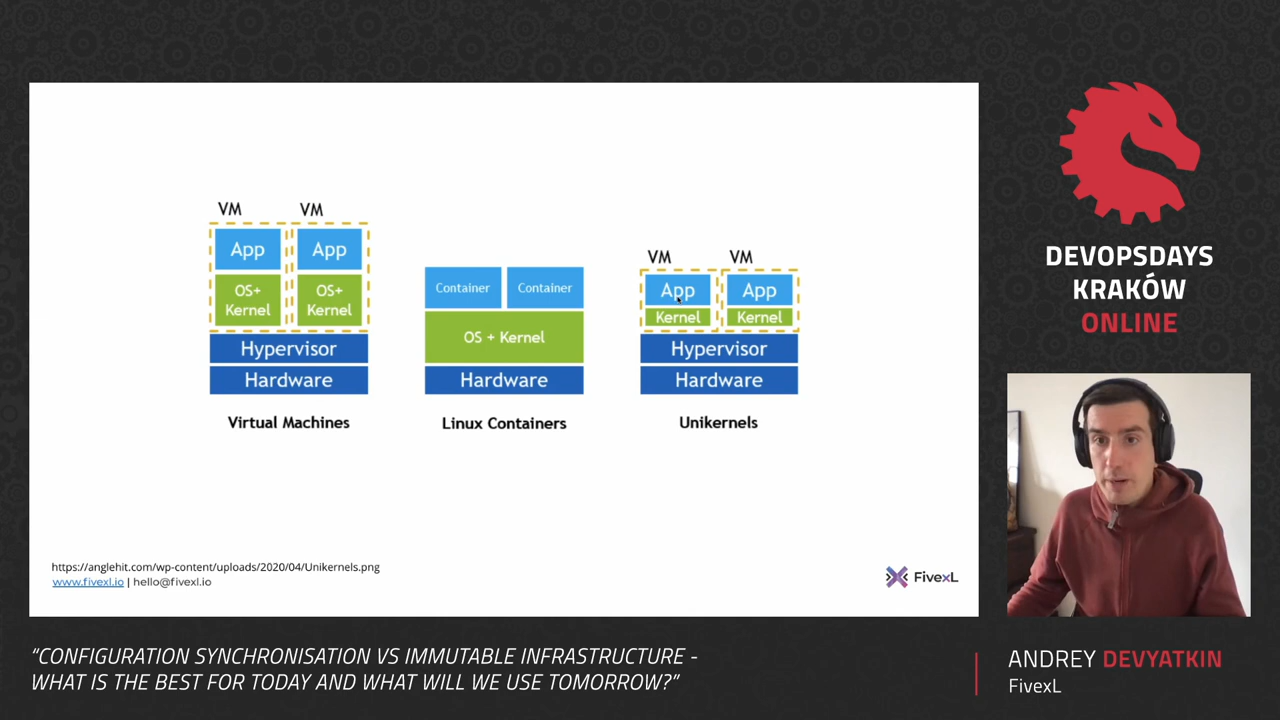 VM VM
App App
OS+ Kernel OS+ Kernel
Hypervisor
Hardware
Virtual Machines
Container Container
OS + Kernel
Hardware
Linux Containers
VM VM
App App
Kernel Kernel
Hypervisor
Hardware
Unikernels
https://anglehit.com/wp-content/uploads/2020/04/Unikernels.png
www.fivexl.io | hello@fivexl.io
FivexL
DEVOPSDAYS
KRAKÓW
ONLINE
“CONFIGURATION SYNCHRONISATION VS IMMUTABLE INFRASTRUCTURE -
WHAT IS THE BEST FOR TODAY AND WHAT WILL WE USE TOMORROW?”
ANDREY DEVYATKIN
FivexL